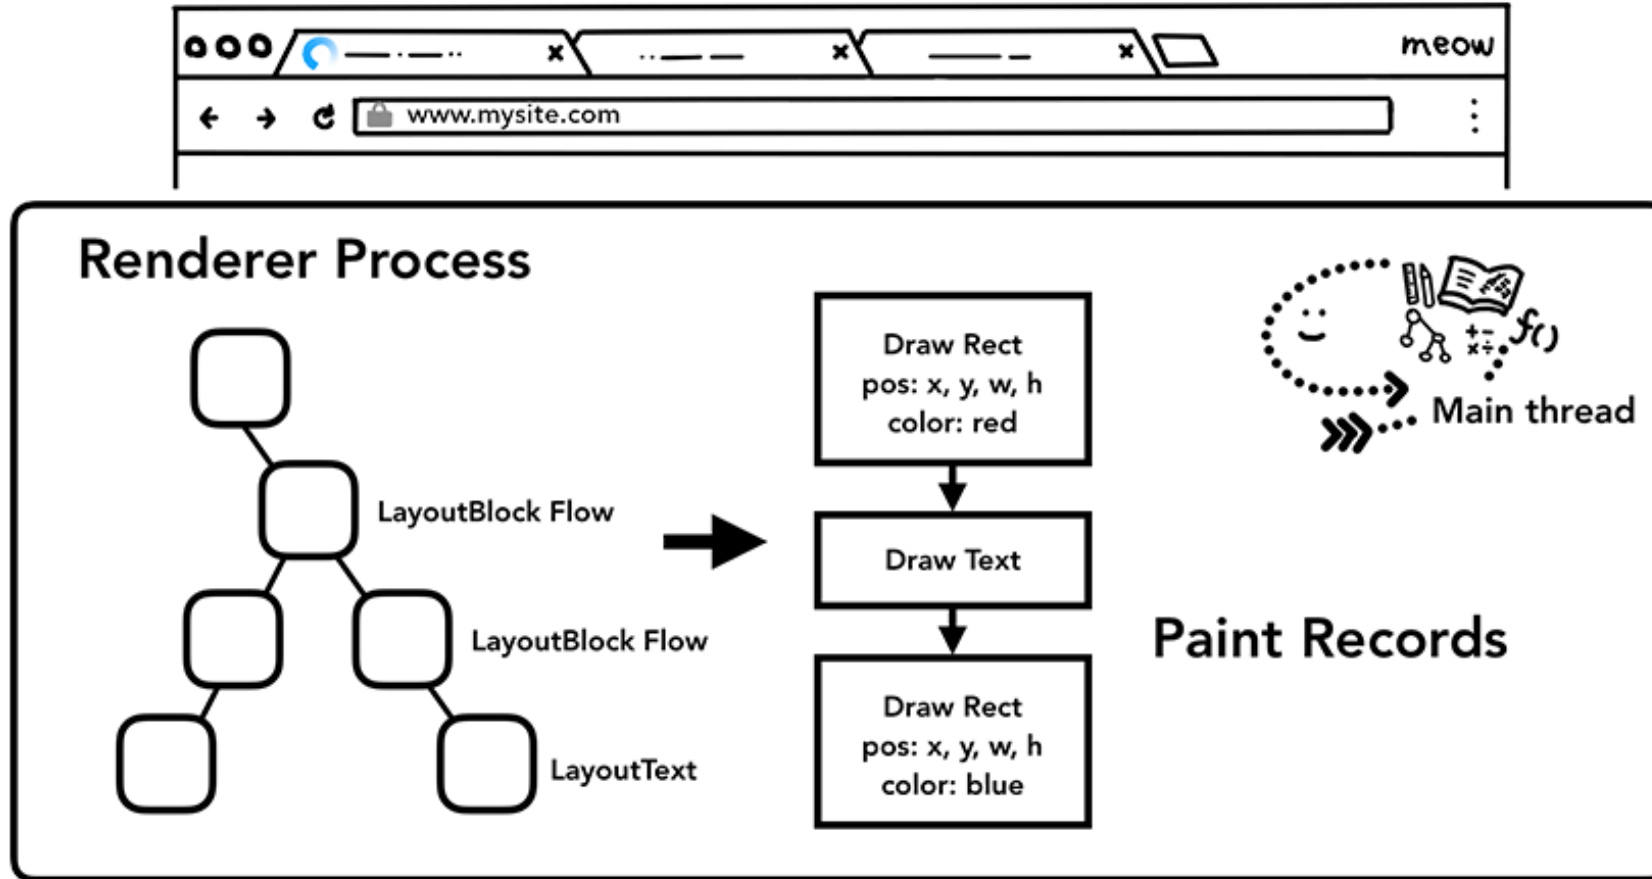 meow
www.mysite.com
Renderer Process
Draw Rect
pos: x, y, w, h
color: red
f()
Main thread
LayoutBlock Flow
Draw Text
LayoutBlock Flow
Paint Records
Draw Rect
pos: x, y, w, h
color: blue
LayoutText